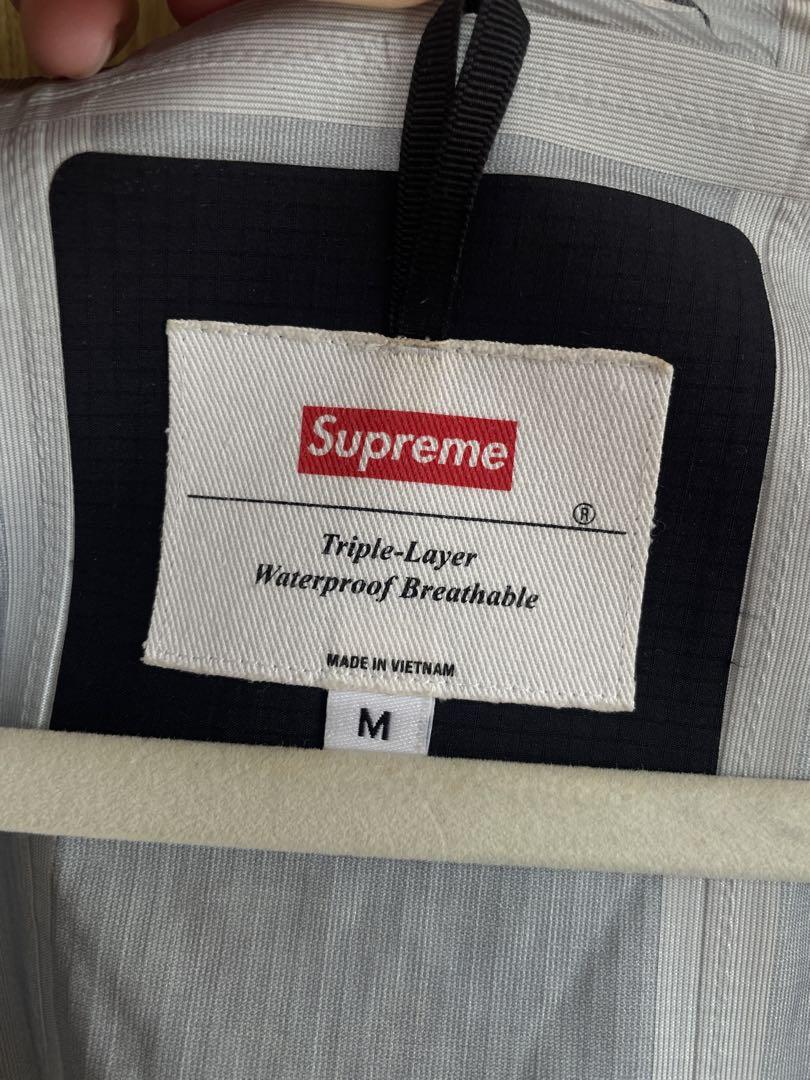 Supreme
®
Triple-Layer
Waterproof Breathable
MADE IN VIETNAM
M